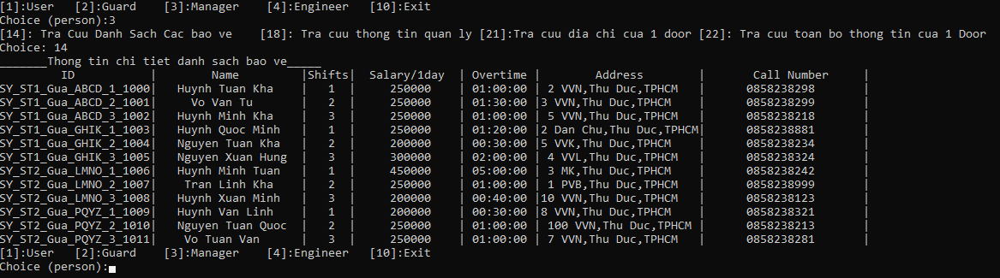 [1]:User [2]:Guard [3]:Manager [4]:Engineer [10]:Exit
Choice (person):3
[14]: Tra Cuu Danh Sach Cac bao ve [18]: Tra cuu thong tin quan ly [21]:Tra cuu dia chi cua 1 door [22]: Tra cuu toan bo thong tin cua 1 Door
Choice: 14
_______Thong tin chi tiet danh sach bao ve_____
ID | Name |Shifts| Salary/1day | Overtime | Address | Call Number |
SY_ST1_Gua_ABCD_1_1000| Huynh Tuan Kha | 1 | 250000 | 01:00:00 | 2 VVN,Thu Duc,TPHCM | 0858238298 |
SY_ST1_Gua_ABCD_2_1001| Vo Van Tu | 2 | 250000 | 01:30:00 |3 VVN,Thu Duc,TPHCM | 0858238299 |
SY_ST1_Gua_ABCD_3_1002| Huynh Minh Kha | 3 | 250000 | 01:00:00 | 5 VVN,Thu Duc,TPHCM | 0858238218 |
SY_ST1_Gua_GHIK_1_1003| Huynh Quoc Minh | 1 | 250000 | 01:20:00 |2 Dan Chu,Thu Duc,TPHCM| 0858238881 |
SY_ST1_Gua_GHIK_2_1004| Nguyen Tuan Kha | 2 | 200000 | 00:30:00 |5 VVK,Thu Duc,TPHCM | 0858238234 |
SY_ST1_Gua_GHIK_3_1005| Nguyen Xuan Hung | 3 | 300000 | 02:00:00 | 4 VVL,Thu Duc,TPHCM | 0858238324 |
SY_ST2_Gua_LMNO_1_1006| Huynh Minh Tuan | 1 | 450000 | 05:00:00 | 3 MK,Thu Duc,TPHCM | 0858238242 |
SY_ST2_Gua_LMNO_2_1007| Tran Linh Kha | 2 | 250000 | 01:00:00 | 1 PVB,Thu Duc,TPHCM | 0858238999 |
SY_ST2_Gua_LMNO_3_1008| Huynh Xuan Minh | 3 | 200000 | 00:40:00 |10 VVN,Thu Duc,TPHCM | 0858238123 |
SY_ST2_Gua_PQYZ_1_1009| Huynh Van Linh | 1 | 200000 | 00:30:00 |8 VVN,Thu Duc,TPHCM | 0858238321 |
SY_ST2_Gua_PQYZ_2_1010| Nguyen Tuan Quoc | 2 | 250000 | 01:00:00 | 100 VVN,Thu Duc,TPHCM | 0858238213 |
SY_ST2_Gua_PQYZ_3_1011| Vo Tuan Van | 3 | 250000 | 01:00:00 | 7 VVN,Thu Duc,TPHCM | 0858238251 |
[1]:User [2]:Guard [3]:Manager [4]:Engineer [10]:Exit
Choice (person):